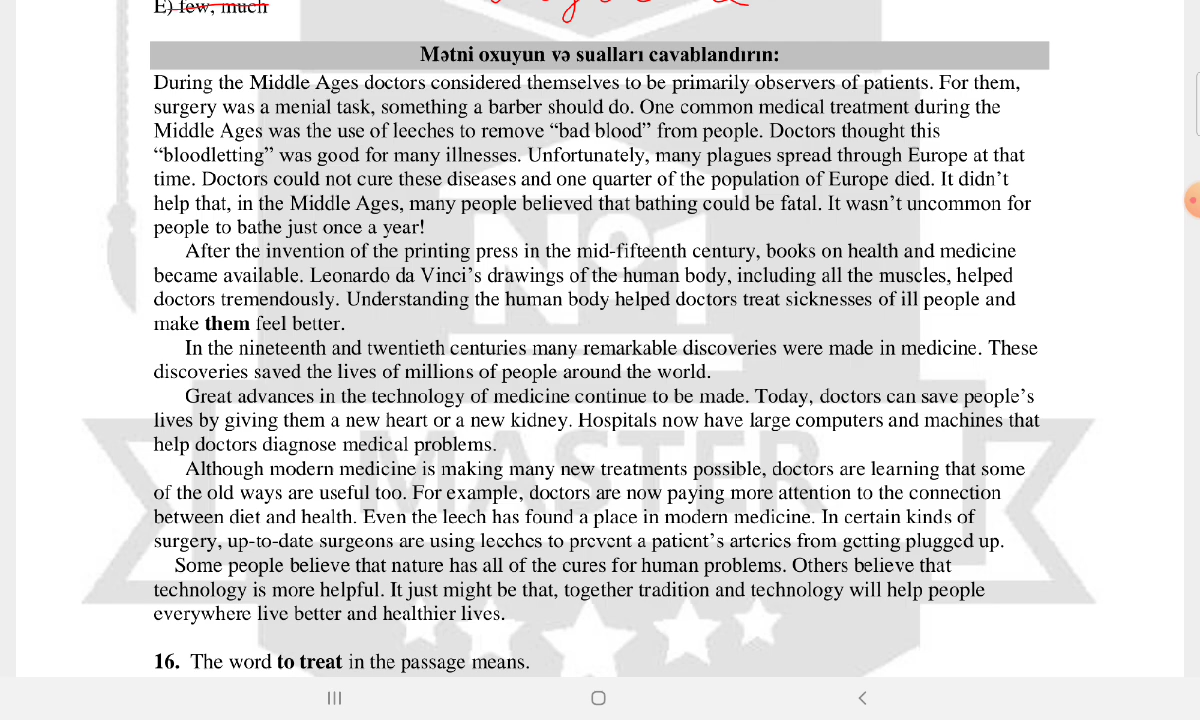 E) few, much
Mətni oxuyun və sualları cavablandırın:
During the Middle Ages doctors considered themselves to be primarily observers of patients. For them,
surgery was a menial task, something a barber should do. One common medical treatment during the
Middle Ages was the use of leeches to remove “bad blood” from people. Doctors thought this
“bloodletting” was good for many illnesses. Unfortunately, many plagues spread through Europe at that
time. Doctors could not cure these diseases and one quarter of the population of Europe died. It didn’t
help that, in the Middle Ages, many people believed that bathing could be fatal. It wasn’t uncommon for
people to bathe just once a year!
After the invention of the printing press in the mid-fifteenth century, books on health and medicine
became available. Leonardo da Vinci’s drawings of the human body, including all the muscles, helped
doctors tremendously. Understanding the human body helped doctors treat sicknesses of ill people and
make them feel better.
In the nineteenth and twentieth centuries many remarkable discoveries were made in medicine. These
discoveries saved the lives of millions of people around the world.
Great advances in the technology of medicine continue to be made. Today, doctors can save people’s
lives by giving them a new heart or a new kidney. Hospitals now have large computers and machines that
help doctors diagnose medical problems.
Although modern medicine is making many new treatments possible, doctors are learning that some
of the old ways are useful too. For example, doctors are now paying more attention to the connection
between diet and health. Even the leech has found a place in modern medicine. In certain kinds of
surgery, up-to-date surgeons are using leeches to prevent a patient’s arteries from getting plugged up.
Some people believe that nature has all of the cures for human problems. Others believe that
technology is more helpful. It just might be that, together tradition and technology will help people
everywhere live better and healthier lives.
16. The word to treat in the passage means.
N1
MASTER